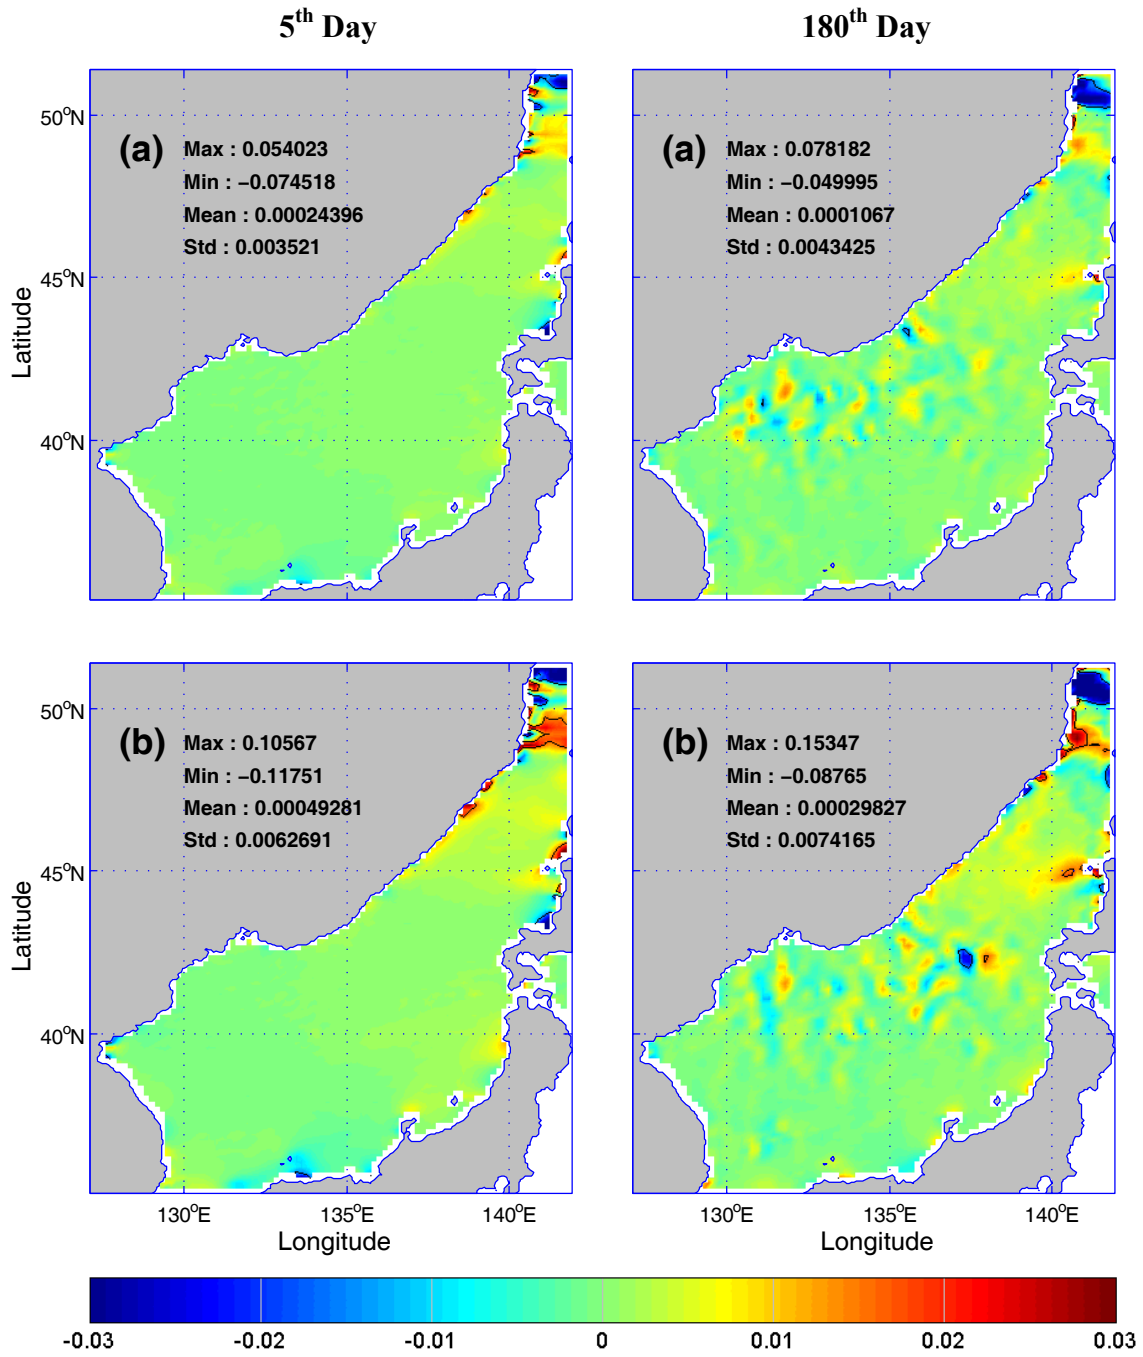 5th Day
180th Day
50°N
45°N
40°N
Latitude
(a)
Max : 0.054023
Min : −0.074518
Mean : 0.00024396
Std : 0.003521
(a)
Max : 0.078182
Min : −0.049995
Mean : 0.0001067
Std : 0.0043425
50°N
45°N
40°N
Latitude
(b)
Max : 0.10567
Min : −0.11751
Mean : 0.00049281
Std : 0.0062691
(b)
Max : 0.15347
Min : −0.08765
Mean : 0.00029827
Std : 0.0074165
130°E 135°E 140°E
Longitude
130°E 135°E 140°E
Longitude
-0.03 -0.02 -0.01 0 0.01 0.02 0.03